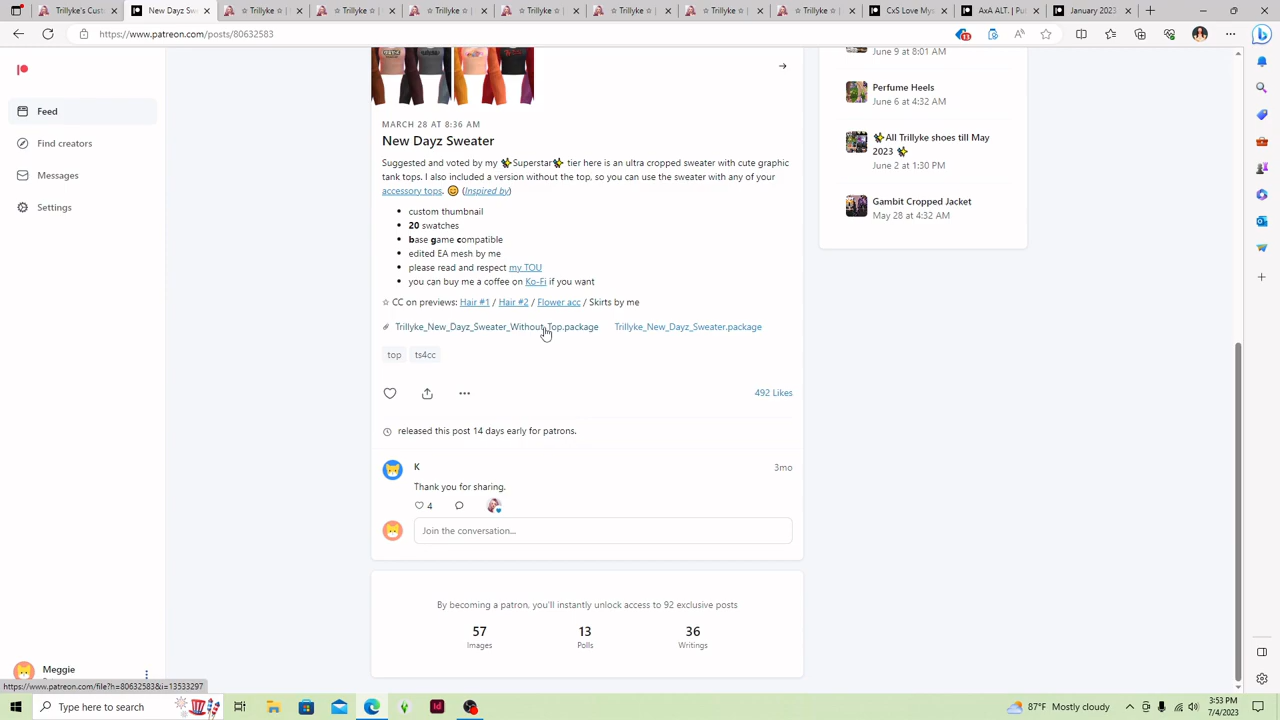 Trillyke's Custo
New Dayz Sw
Trillyke's C
Trillyke | c
Trillyke | s
Trillyke | s
Trillyke | s
Trillyke | s
Trillyke | s
CxS Love M
AxA ALT. | Pat
January 2023
https://www.patreon.com/posts/80632583
June 9 at 8:01 AM
Feed
Find creators
Messages
Settings
Perfume Heels
June 6 at 4:32 AM
✨All Trillyke shoes till May
2023 ✨
June 2 at 1:30 PM
Gambit Cropped Jacket
May 28 at 4:32 AM
MARCH 28 AT 8:36 AM
New Dayz Sweater
Suggested and voted by my ✨Superstar✨ tier here is an ultra cropped sweater with cute graphic
tank tops. I also included a version without the top, so you can use the sweater with any of your
accessory tops. 😊 (Inspired by)
• custom thumbnail
• 20 swatches
• base game compatible
• edited EA mesh by me
• please read and respect my TOU
• you can buy me a coffee on Ko-Fi if you want
☆ CC on previews: Hair #1 / Hair #2 / Flower acc / Skirts by me
Trillyke_New_Dayz_Sweater_Without_Top.package Trillyke_New_Dayz_Sweater.package
top ts4cc
492 Likes
released this post 14 days early for patrons.
K 3mo
Thank you for sharing.
4
Join the conversation...
By becoming a patron, you'll instantly unlock access to 92 exclusive posts
57 13 36
Images Polls Writings
Meggie
https://www.patreon.com/file?h=80632583&i=13533297
Type here to search
87°F Mostly cloudy
3:53 PM
7/4/2023